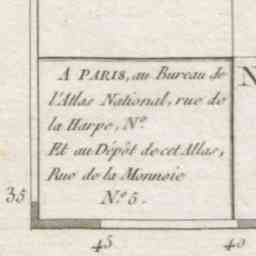 A PARIS, au Bureau de
l'Atlas National, rue de
la Harpe, N.º
Et au Dépôt de cet Atlas,
Rue de la Monnoie
N.º 5.
N
35
45
40